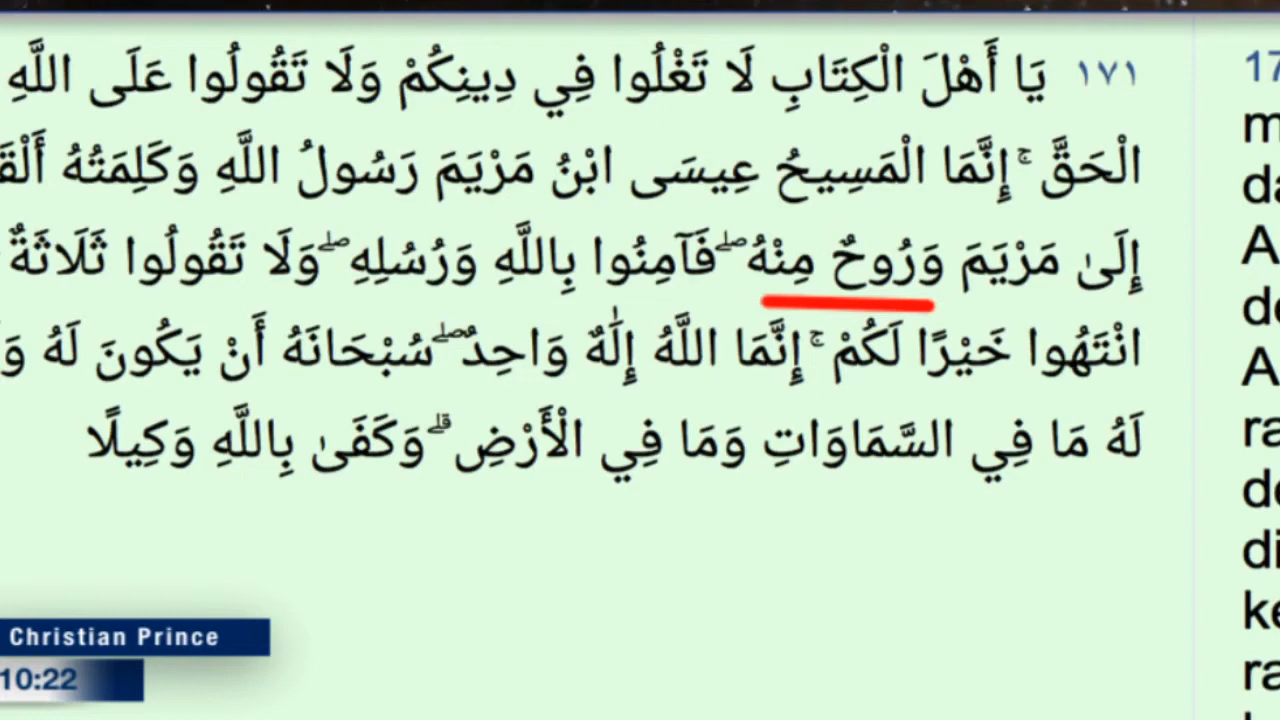 ١٧١ يَا أَهْلَ الْكِتَابِ لَا تَغْلُوا فِي دِينِكُمْ وَلَا تَقُولُوا عَلَى اللَّهِ
الْحَقَّ ۚ إِنَّمَا الْمَسِيحُ عِيسَى ابْنُ مَرْيَمَ رَسُولُ اللَّهِ وَكَلِمَتُهُ
إِلَىٰ مَرْيَمَ وَرُوحٌ مِنْهُ ۖ فَآمِنُوا بِاللَّهِ وَرُسُلِهِ ۖ وَلَا تَقُولُوا ثَلَاثَةٌ
انْتَهُوا خَيْرًا لَكُمْ ۚ إِنَّمَا اللَّهُ إِلَٰهٌ وَاحِدٌ ۖ سُبْحَانَهُ أَنْ يَكُونَ لَهُ
لَهُ مَا فِي السَّمَاوَاتِ وَمَا فِي الْأَرْضِ ۗ وَكَفَىٰ بِاللَّهِ وَكِيلًا
Christian Prince
10:22